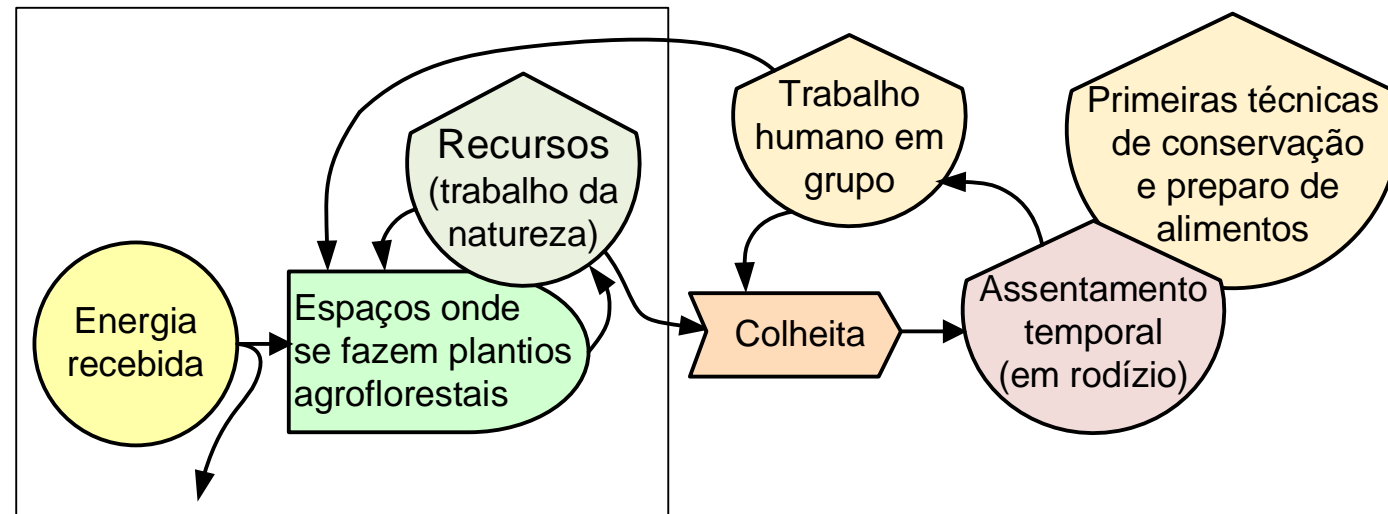 Energia
recebida
Espaços onde
se fazem plantios
agroflorestais
Recursos
(trabalho da
natureza)
Colheita
Trabalho
humano em
grupo
Assentamento
temporal
(em rodízio)
Primeiras técnicas
de conservação
e preparo de
alimentos